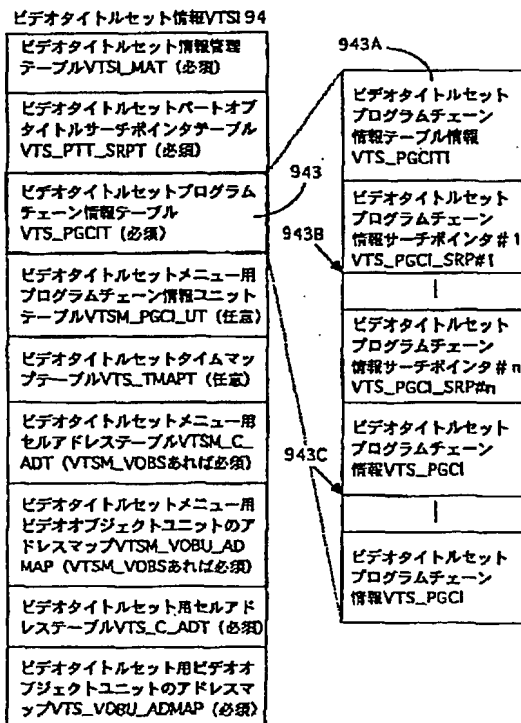 ビデオタイトルセット情報VTSI 94
ビデオタイトルセット情報管理
テーブルVTSI_MAT（必須）
ビデオタイトルセットパートオブ
タイトルサーチポインタテーブル
VTS_PTT_SRPT（必須）
ビデオタイトルセットプログラム
チェーン情報テーブル
VTS_PGCIT（必須）
ビデオタイトルセットメニュー用
プログラムチェーン情報ユニット
テーブルVTSM_PGCI_UT（任意）
ビデオタイトルセットタイムマッ
プテーブルVTS_TMAPT（任意）
ビデオタイトルセットメニュー用
セルアドレステーブルVTSM_C_
ADT（VTSM_VOBSあれば必須）
ビデオタイトルセットメニュー用
ビデオオブジェクトユニットのア
ドレスマップVTSM_VOBU_AD
MAP（VTSM_VOBSあれば必須）
ビデオタイトルセット用セルアド
レステーブルVTS_C_ADT（必須）
ビデオタイトルセット用ビデオオ
ブジェクトユニットのアドレスマ
ップVTS_VOBU_ADMAP（必須）
943
943A
ビデオタイトルセット
プログラムチェーン
情報テーブル情報
VTS_PGCITI
943B
ビデオタイトルセット
プログラムチェーン
情報サーチポインタ＃1
VTS_PGCI_SRP#1
ビデオタイトルセット
プログラムチェーン
情報サーチポインタ＃n
VTS_PGCI_SRP#n
943C
ビデオタイトルセット
プログラムチェーン
情報VTS_PGCI
ビデオタイトルセット
プログラムチェーン
情報VTS_PGCI